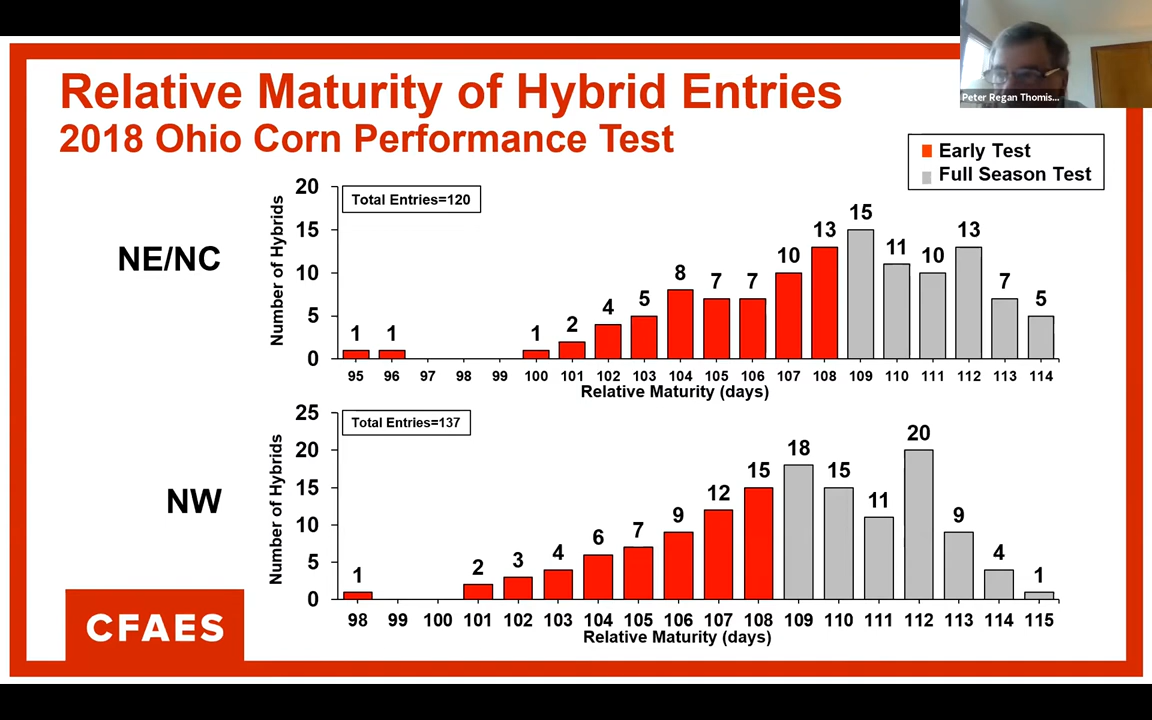 Peter Regan Thomis...
Relative Maturity of Hybrid Entries
2018 Ohio Corn Performance Test
Early Test
Full Season Test
NE/NC
Number of Hybrids
20
15
10
5
0
Total Entries=120
1 1 1 2 4 5 8 7 7 10 13 15 11 10 13 7 5
95 96 97 98 99 100 101 102 103 104 105 106 107 108 109 110 111 112 113 114
Relative Maturity (days)
NW
Number of Hybrids
25
20
15
10
5
0
Total Entries=137
1 2 3 4 6 7 9 12 15 18 15 11 20 9 4 1
98 99 100 101 102 103 104 105 106 107 108 109 110 111 112 113 114 115
Relative Maturity (days)
CFAES